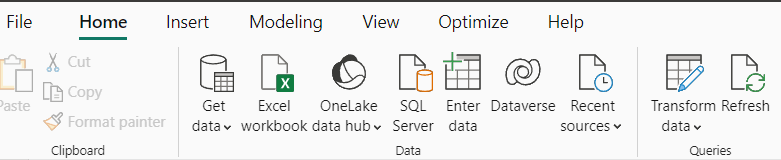 File Home Insert Modeling View Optimize Help
Cut
Copy
Paste
Format painter
Clipboard
Get data
Excel workbook
OneLake data hub
SQL Server
Enter data
Dataverse
Recent sources
Data
Transform data
Refresh
Queries